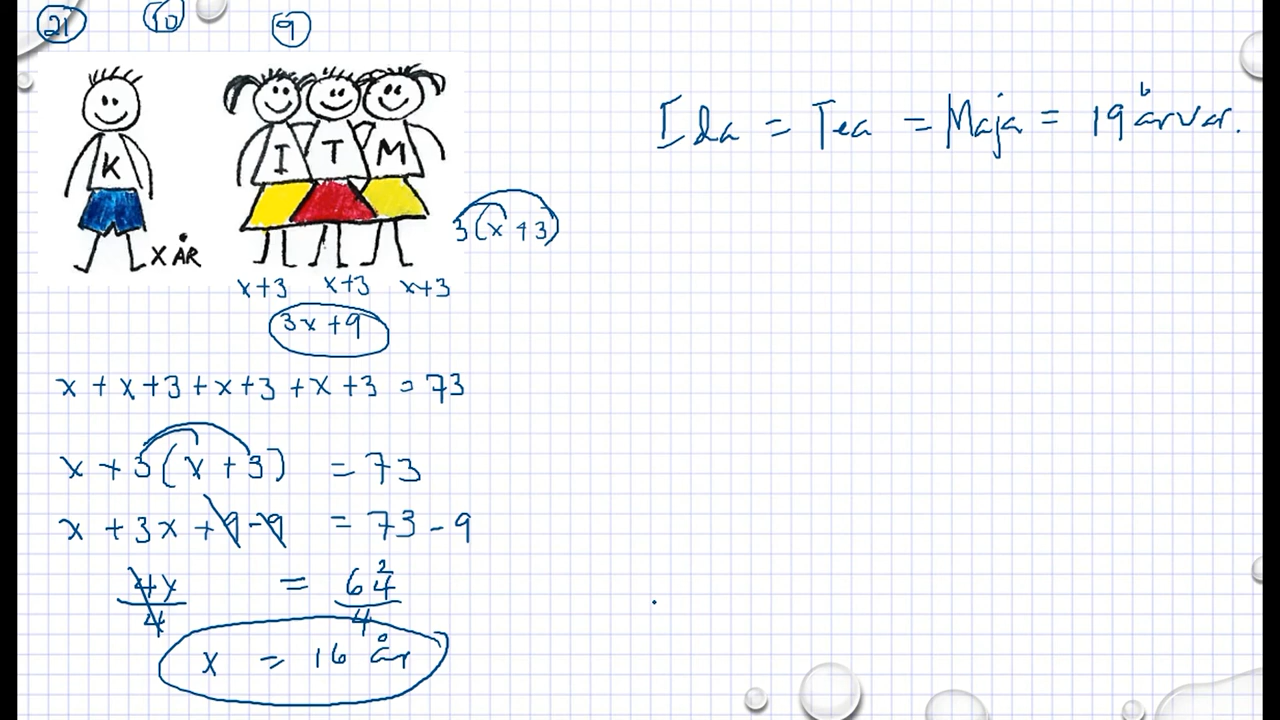 21 10 9
K I T M
X ÅR
3(x + 3)
x+3 x+3 x+3
3x + 9
x + x + 3 + x + 3 + x + 3 = 73
x + 3(x + 3) = 73
x + 3x + 9 - 9 = 73 - 9
4x/4 = 64/4
x = 16 år
Ida = Tea = Maja = 19 år var.